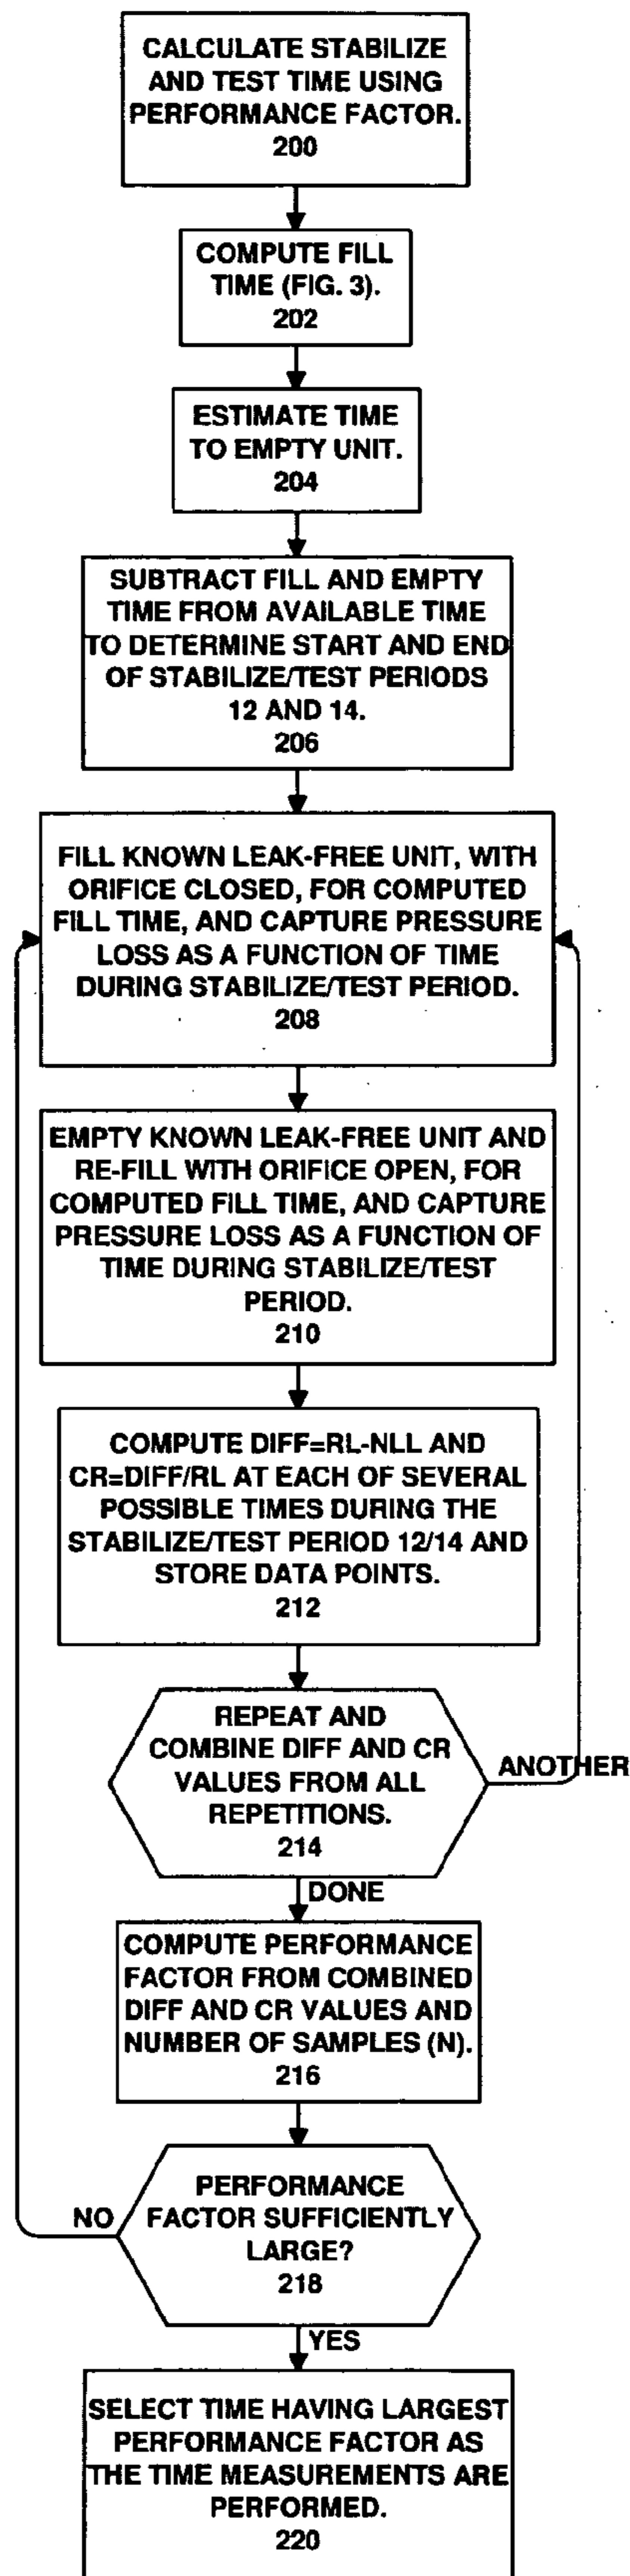 CALCULATE STABILIZE
AND TEST TIME USING
PERFORMANCE FACTOR.
200
COMPUTE FILL
TIME (FIG. 3).
202
ESTIMATE TIME
TO EMPTY UNIT.
204
SUBTRACT FILL AND EMPTY
TIME FROM AVAILABLE TIME
TO DETERMINE START AND END
OF STABILIZE/TEST PERIODS
12 AND 14.
206
FILL KNOWN LEAK-FREE UNIT, WITH
ORIFICE CLOSED, FOR COMPUTED
FILL TIME, AND CAPTURE PRESSURE
LOSS AS A FUNCTION OF TIME
DURING STABILIZE/TEST PERIOD.
208
EMPTY KNOWN LEAK-FREE UNIT AND
RE-FILL WITH ORIFICE OPEN, FOR
COMPUTED FILL TIME, AND CAPTURE
PRESSURE LOSS AS A FUNCTION OF
TIME DURING STABILIZE/TEST
PERIOD.
210
COMPUTE DIFF=RL-NLL AND
CR=DIFF/RL AT EACH OF SEVERAL
POSSIBLE TIMES DURING THE
STABILIZE/TEST PERIOD 12/14 AND
STORE DATA POINTS.
212
REPEAT AND
COMBINE DIFF AND CR
VALUES FROM ALL
REPETITIONS.
214
ANOTHER
DONE
COMPUTE PERFORMANCE
FACTOR FROM COMBINED
DIFF AND CR VALUES AND
NUMBER OF SAMPLES (N).
216
PERFORMANCE
FACTOR SUFFICIENTLY
LARGE?
218
NO
YES
SELECT TIME HAVING LARGEST
PERFORMANCE FACTOR AS
THE TIME MEASUREMENTS ARE
PERFORMED.
220